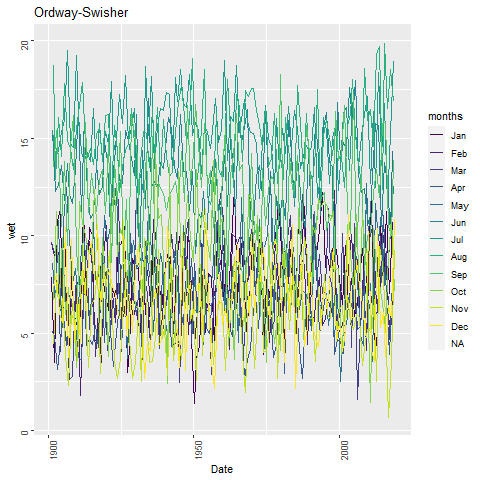 Ordway-Swisher
20
15
10
5
0
wet
1900
1950
2000
Date
months
Jan
Feb
Mar
Apr
May
Jun
Jul
Aug
Sep
Oct
Nov
Dec
NA